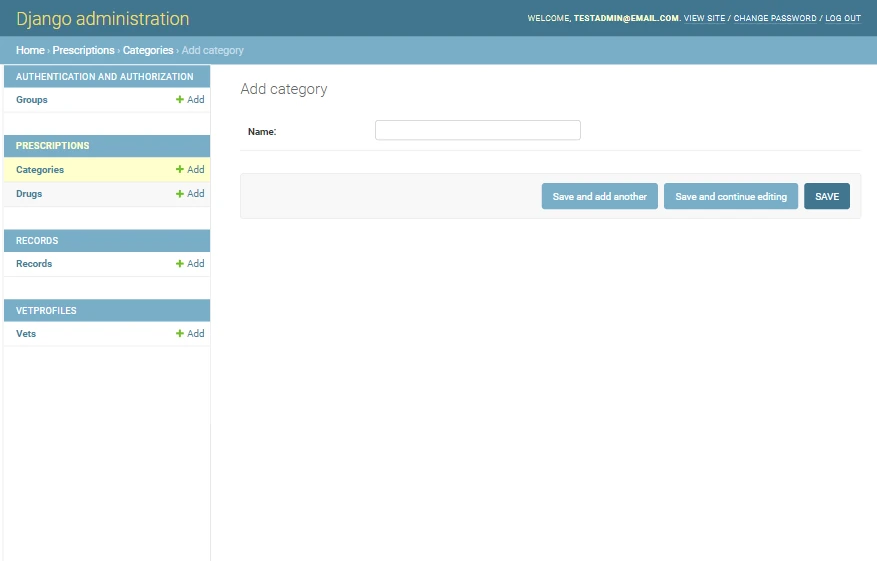 Django administration
WELCOME, TESTADMIN@EMAIL.COM. VIEW SITE / CHANGE PASSWORD / LOG OUT
Home › Prescriptions › Categories › Add category
AUTHENTICATION AND AUTHORIZATION
Groups + Add
PRESCRIPTIONS
Categories + Add
Drugs + Add
RECORDS
Records + Add
VETPROFILES
Vets + Add
Add category
Name:
Save and add another Save and continue editing SAVE